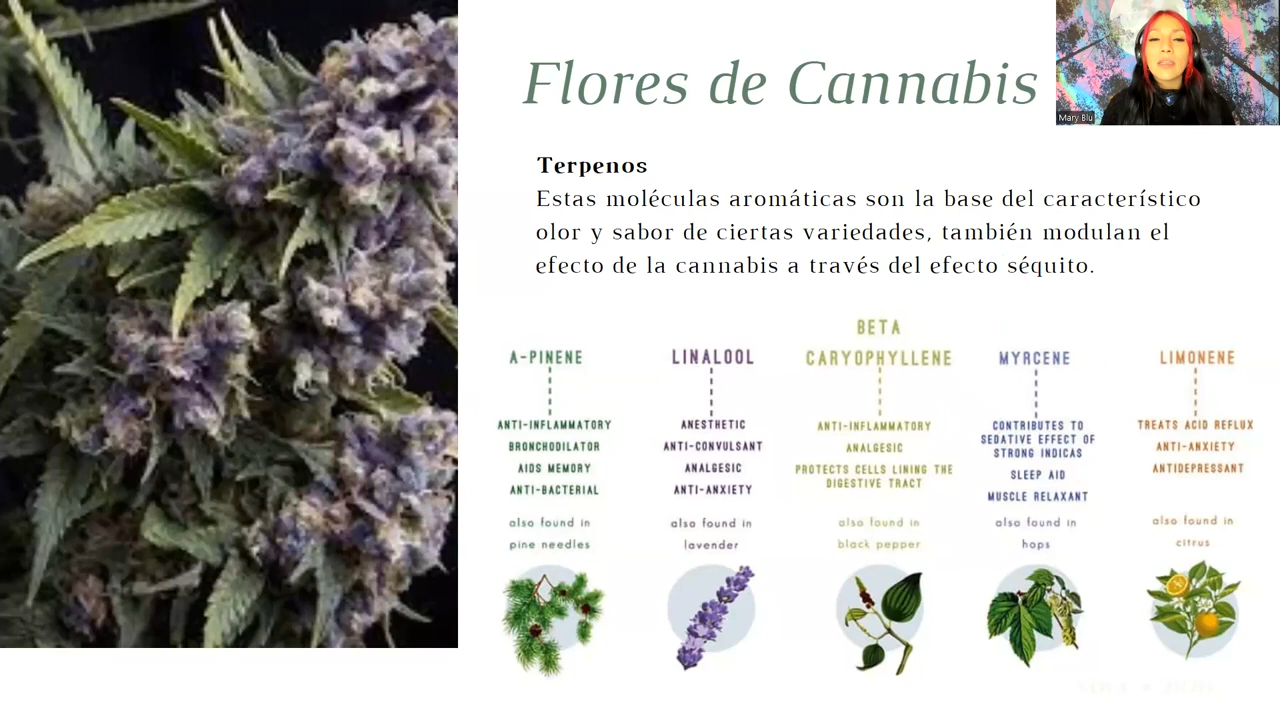 Flores de Cannabis
Mary Blu
Terpenos
Estas moléculas aromáticas son la base del característico
olor y sabor de ciertas variedades, también modulan el
efecto de la cannabis a través del efecto séquito.
A-PINENE
ANTI-INFLAMMATORY
BRONCHODILATOR
AIDS MEMORY
ANTI-BACTERIAL
also found in
pine needles
LINALOOL
ANESTHETIC
ANTI-CONVULSANT
ANALGESIC
ANTI-ANXIETY
also found in
lavender
BETA
CARYOPHYLLENE
ANTI-INFLAMMATORY
ANALGESIC
PROTECTS CELLS LINING THE
DIGESTIVE TRACT
also found in
black pepper
MYRCENE
CONTRIBUTES TO
SEDATIVE EFFECT OF
STRONG INDICAS
SLEEP AID
MUSCLE RELAXANT
also found in
hops
LIMONENE
TREATS ACID REFLUX
ANTI-ANXIETY
ANTIDEPRESSANT
also found in
citrus